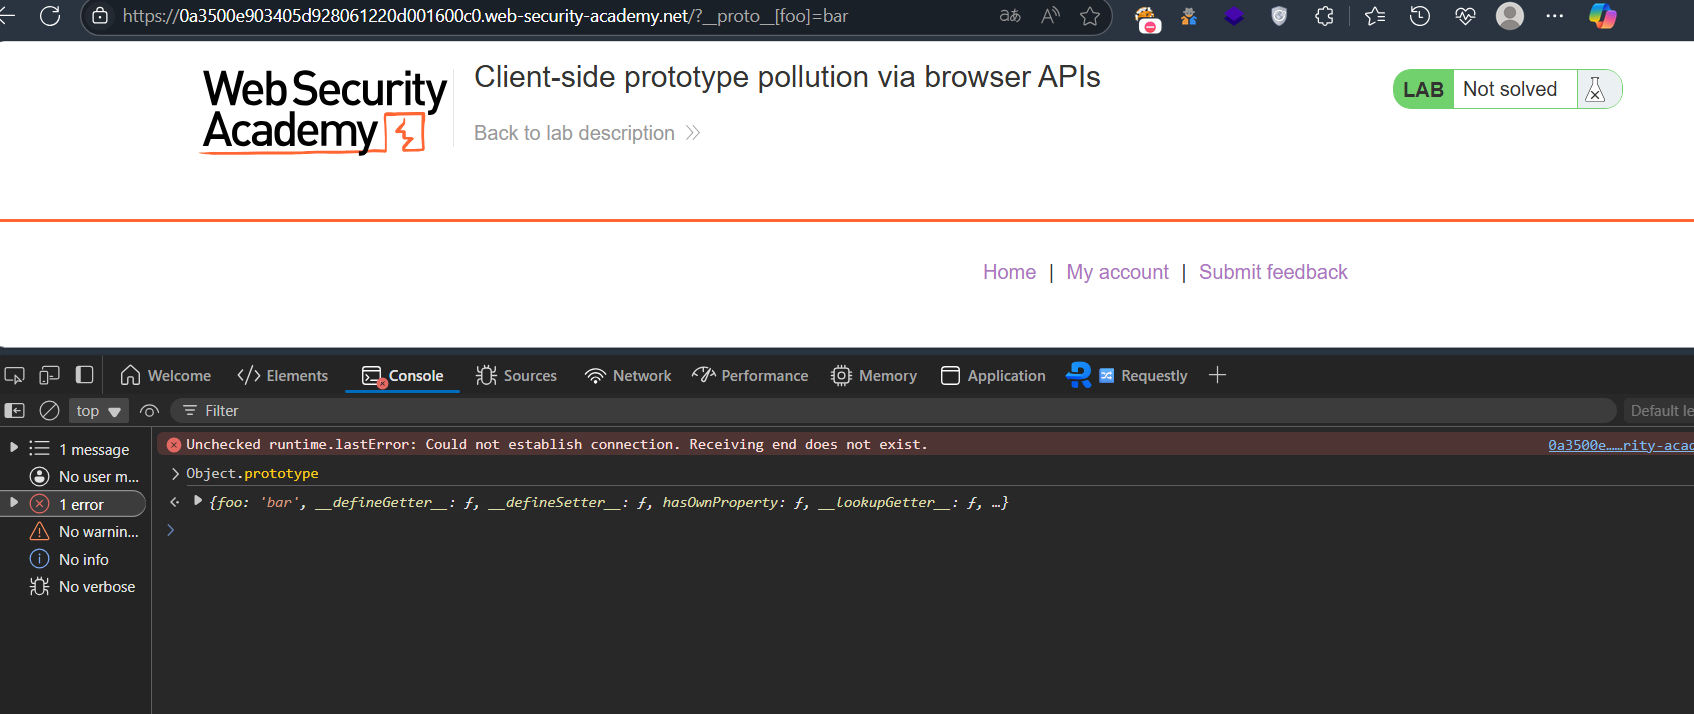 https://0a3500e903405d928061220d001600c0.web-security-academy.net/?__proto__[foo]=bar
Web Security
Academy
Client-side prototype pollution via browser APIs
Back to lab description
LAB Not solved
Home | My account | Submit feedback
Welcome Elements Console Sources Network Performance Memory Application Requestly
top Filter Default le
1 message
No user m...
1 error
No warnin...
No info
No verbose
Unchecked runtime.lastError: Could not establish connection. Receiving end does not exist. 0a3500e……rity-acad
Object.prototype
{foo: 'bar', __defineGetter__: ƒ, __defineSetter__: ƒ, hasOwnProperty: ƒ, __lookupGetter__: ƒ, …}